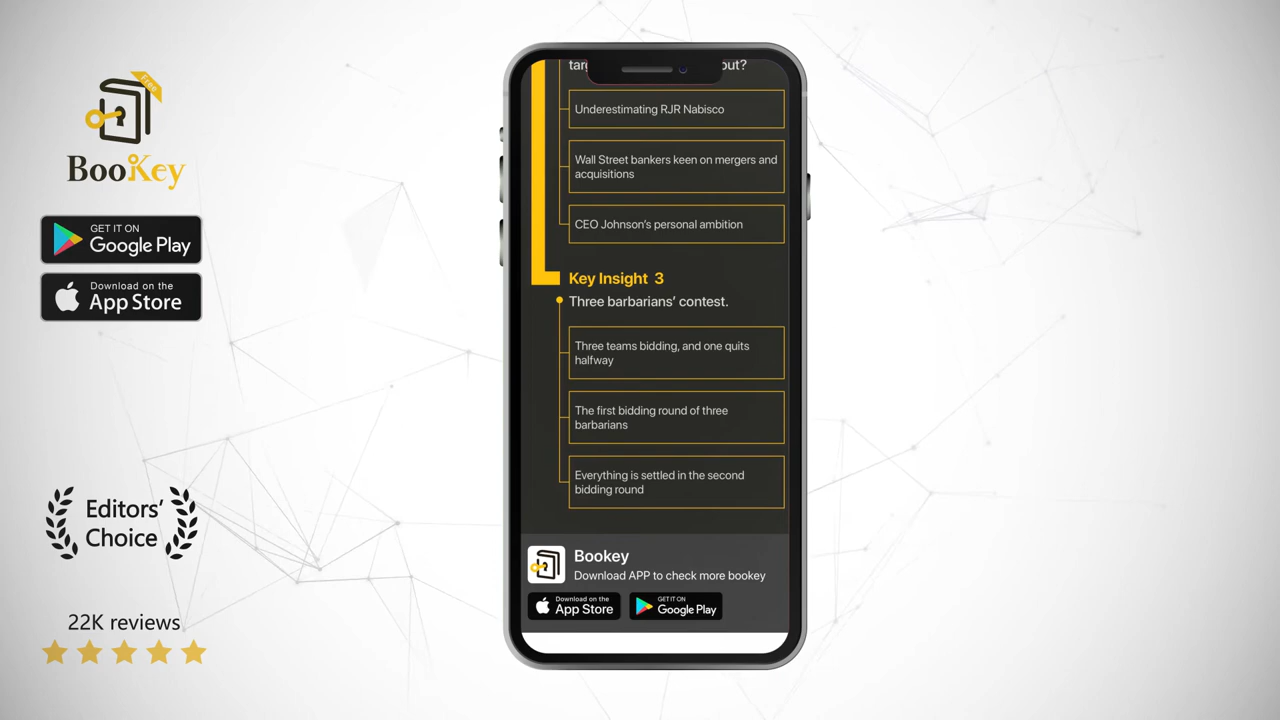 Free
BooKey
GET IT ON
Google Play
Download on the
App Store
Editors'
Choice
22K reviews
out?
Underestimating RJR Nabisco
Wall Street bankers keen on mergers and
acquisitions
CEO Johnson's personal ambition
Key Insight 3
Three barbarians' contest.
Three teams bidding, and one quits
halfway
The first bidding round of three
barbarians
Everything is settled in the second
bidding round
Bookey
Download APP to check more bookey
Download on the
App Store
GET IT ON
Google Play